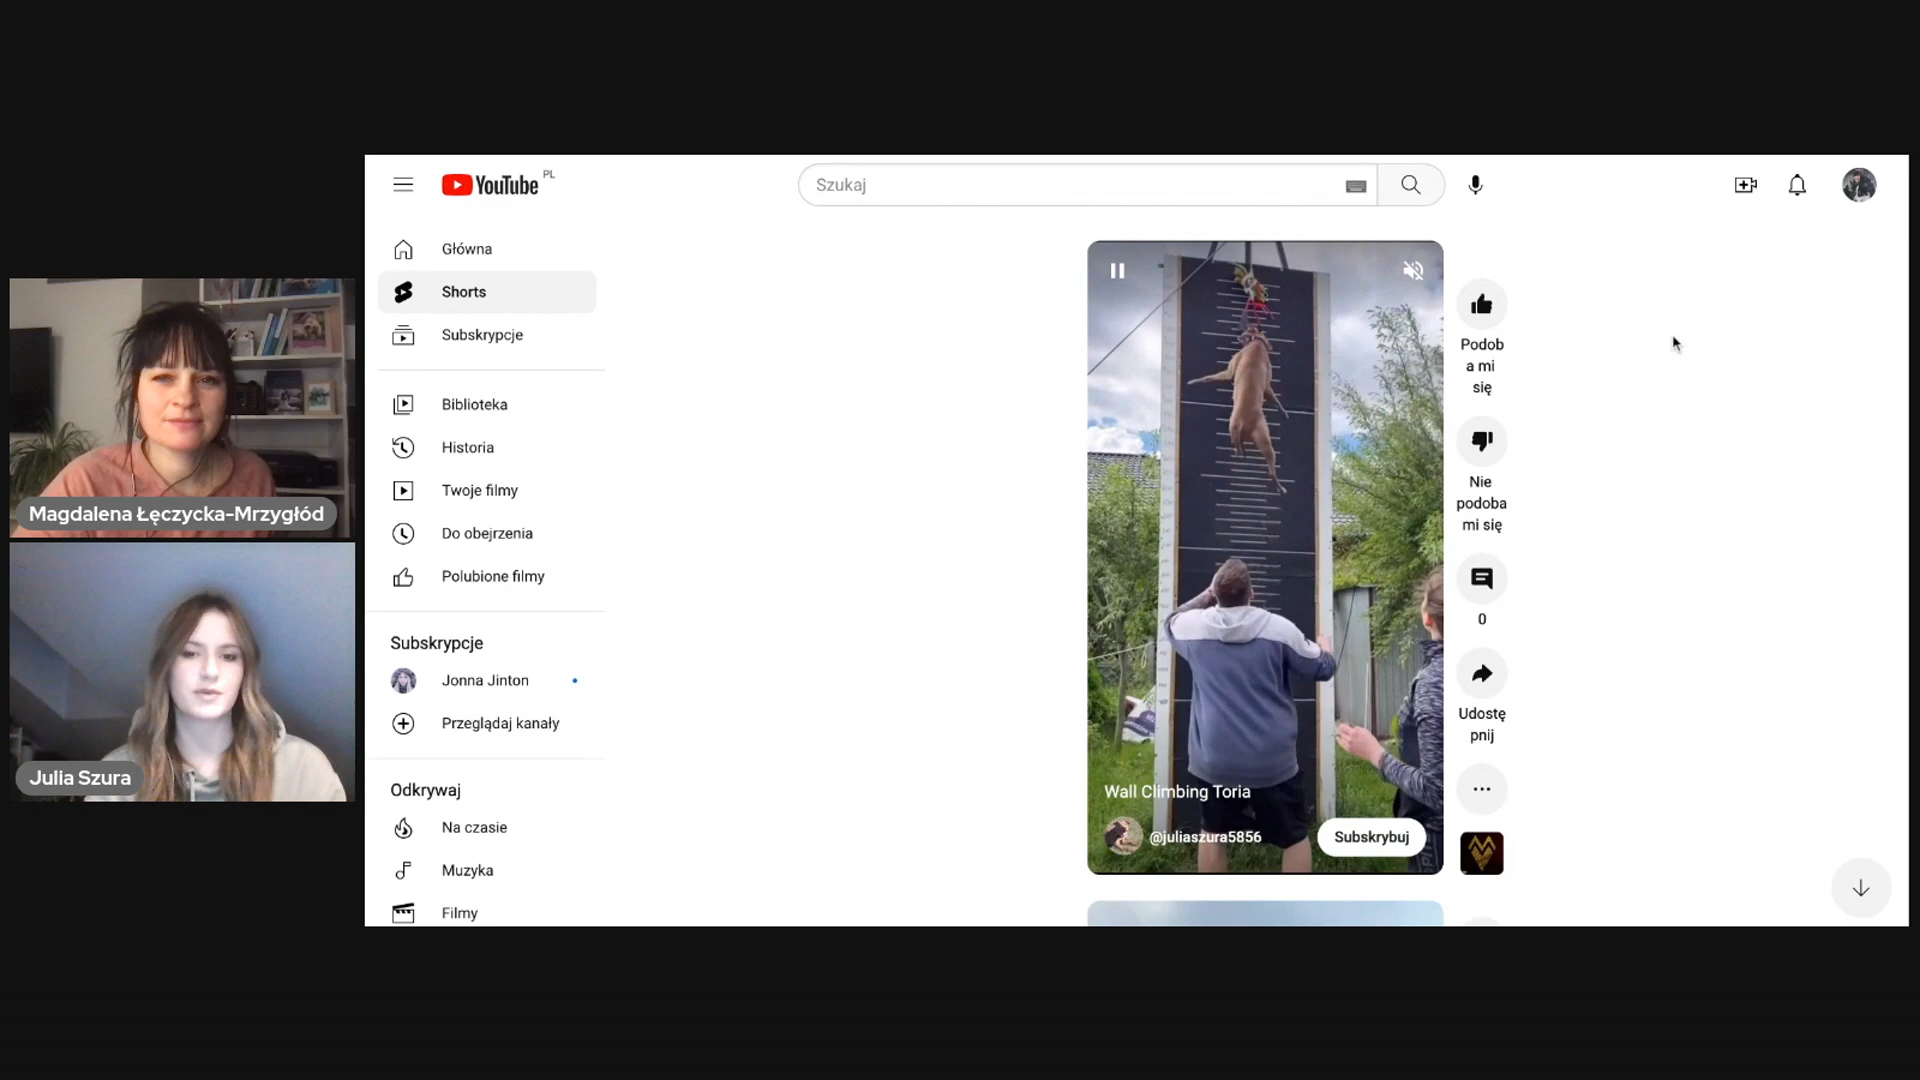 YouTube PL
Szukaj
Główna
Shorts
Subskrypcje
Biblioteka
Historia
Twoje filmy
Do obejrzenia
Polubione filmy
Subskrypcje
Jonna Jinton
Przeglądaj kanały
Odkrywaj
Na czasie
Muzyka
Filmy
Magdalena Łęczycka-Mrzygłód
Julia Szura
Wall Climbing Toria
@juliaszura5856
Subskrybuj
Podob
a mi
się
Nie
podoba
mi się
0
Udostę
pnij